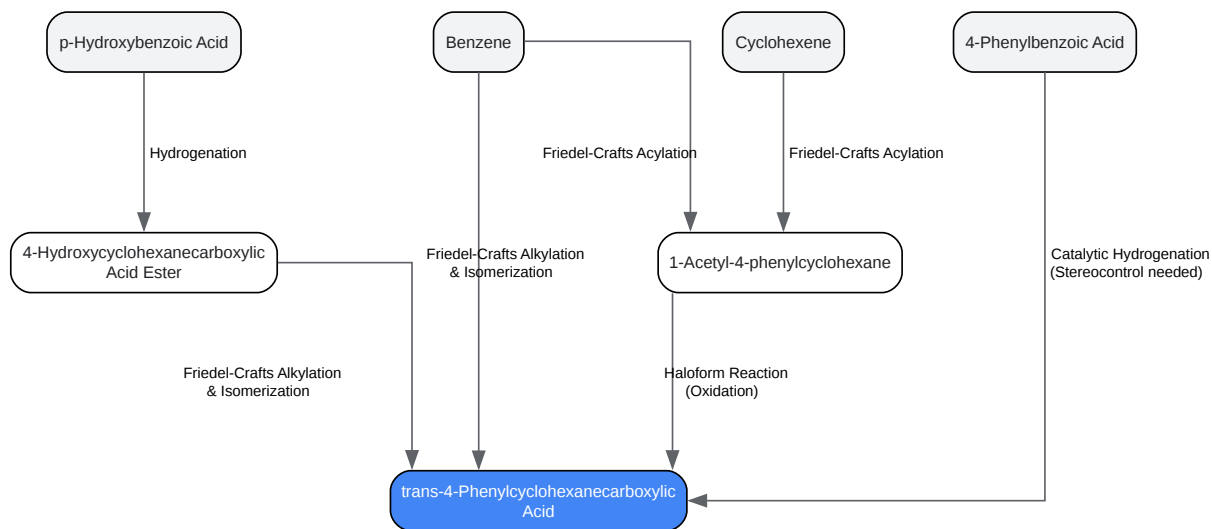 p-Hydroxybenzoic Acid
Benzene
Cyclohexene
4-Phenylbenzoic Acid
Hydrogenation
Friedel-Crafts Acylation
Friedel-Crafts Acylation
4-Hydroxycyclohexanecarboxylic
Acid Ester
Friedel-Crafts Alkylation
& Isomerization
1-Acetyl-4-phenylcyclohexane
Catalytic Hydrogenation
(Stereocontrol needed)
Friedel-Crafts Alkylation
& Isomerization
Haloform Reaction
(Oxidation)
trans-4-Phenylcyclohexanecarboxylic
Acid